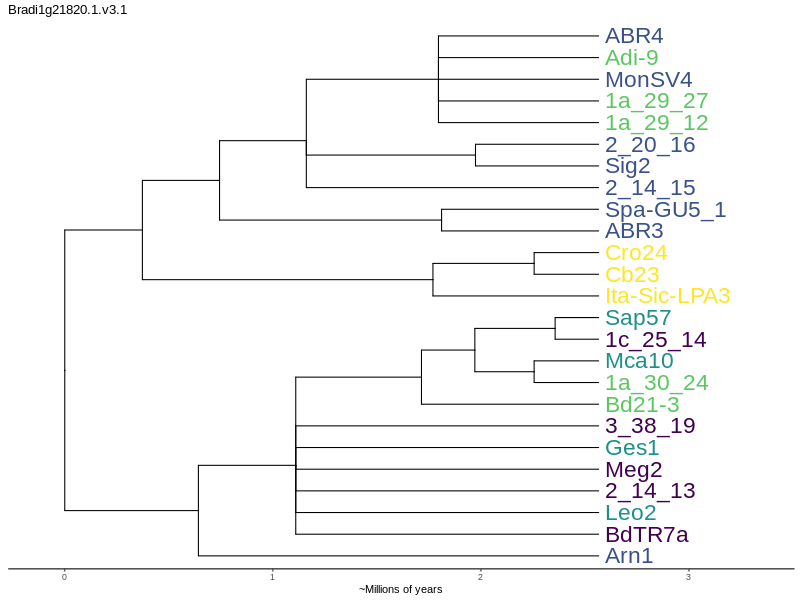 Bradi1g21820.1.v3.1
ABR4
Adi-9
MonSV4
1a_29_27
1a_29_12
2_20_16
Sig2
2_14_15
Spa-GU5_1
ABR3
Cro24
Cb23
Ita-Sic-LPA3
Sap57
1c_25_14
Mca10
1a_30_24
Bd21-3
3_38_19
Ges1
Meg2
2_14_13
Leo2
BdTR7a
Arn1
0 1 2 3
~Millions of years